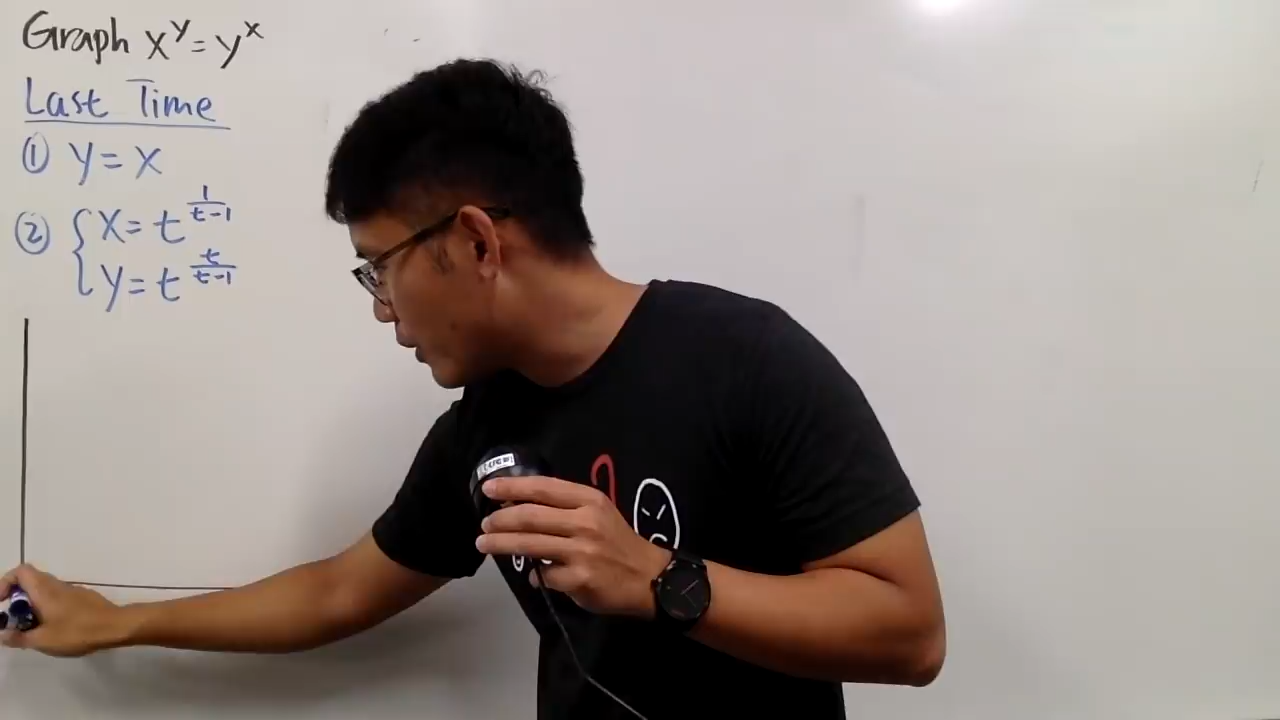 Graph x^y = y^x
Last Time
① y = x
② { x = t^(1/(t-1))
y = t^(t/(t-1))